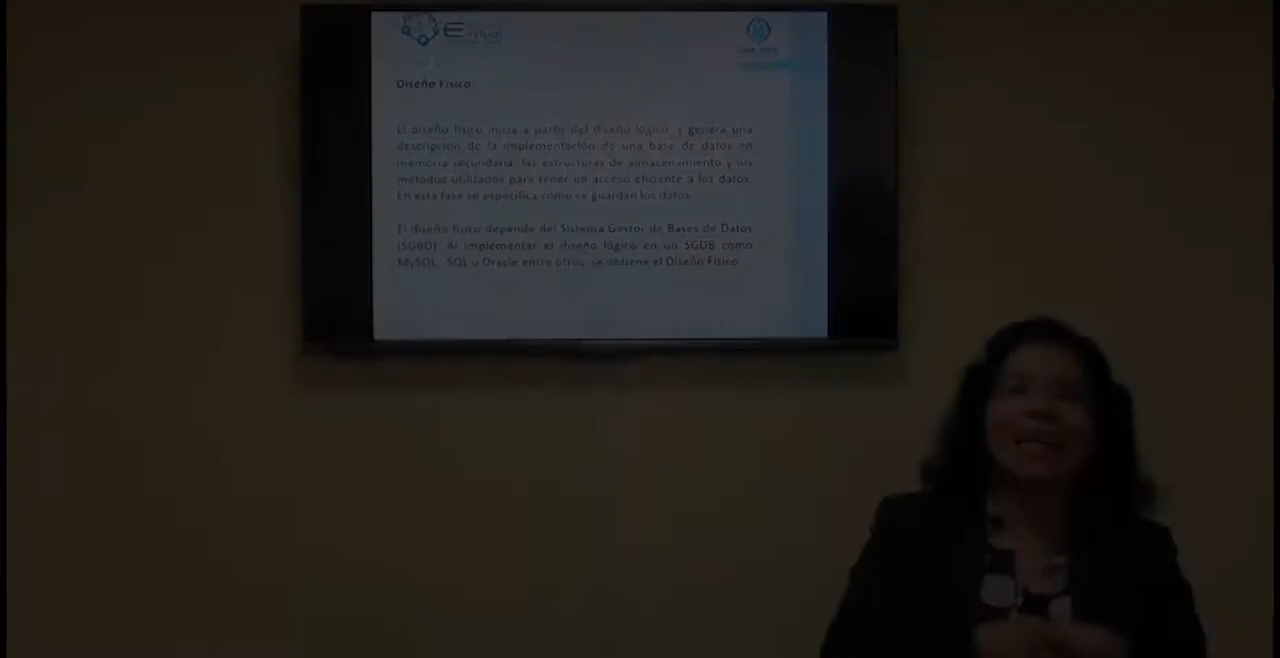 Virtual
Diseño Físico:
El diseño físico inicia a partir del diseño lógico, y genera una
descripción de la implementación de una base de datos en
memoria secundaria: las estructuras de almacenamiento y los
métodos utilizados para tener un acceso eficiente a los datos.
En esta fase se especifica cómo se guardan los datos.
El diseño físico depende del Sistema Gestor de Bases de Datos
(SGBD). Al implementar el diseño lógico en un SGDB como
MySQL, SQL u Oracle entre otros, se obtiene el Diseño Físico